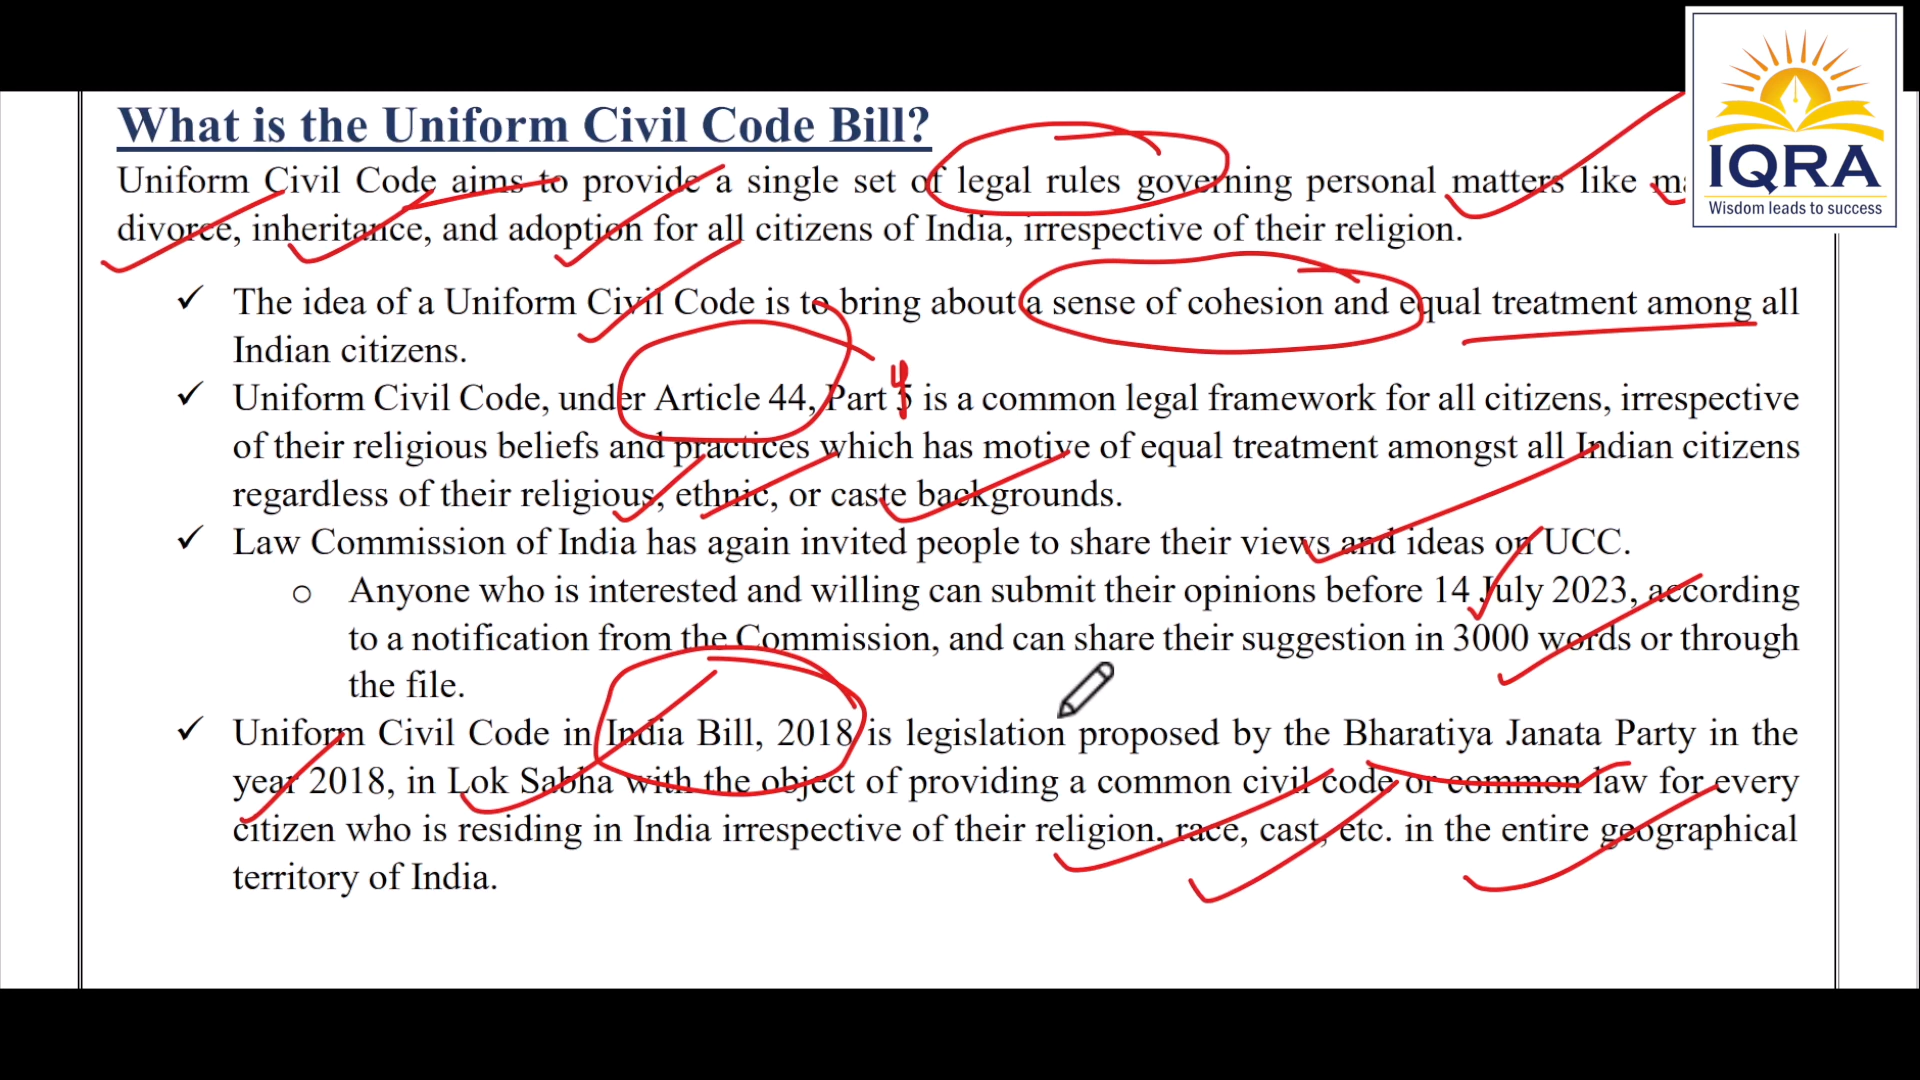 What is the Uniform Civil Code Bill?
Uniform Civil Code aims to provide a single set of legal rules governing personal matters like
divorce, inheritance, and adoption for all citizens of India, irrespective of their religion.
✓ The idea of a Uniform Civil Code is to bring about a sense of cohesion and equal treatment among all
Indian citizens.
4
✓ Uniform Civil Code, under Article 44, Part 5 is a common legal framework for all citizens, irrespective
of their religious beliefs and practices which has motive of equal treatment amongst all Indian citizens
regardless of their religious, ethnic, or caste backgrounds.
✓ Law Commission of India has again invited people to share their views and ideas on UCC.
o Anyone who is interested and willing can submit their opinions before 14 July 2023, according
to a notification from the Commission, and can share their suggestion in 3000 words or through
the file.
✓ Uniform Civil Code in India Bill, 2018 is legislation proposed by the Bharatiya Janata Party in the
year 2018, in Lok Sabha with the object of providing a common civil code or common law for every
citizen who is residing in India irrespective of their religion, race, cast, etc. in the entire geographical
territory of India.
IQRA
Wisdom leads to success